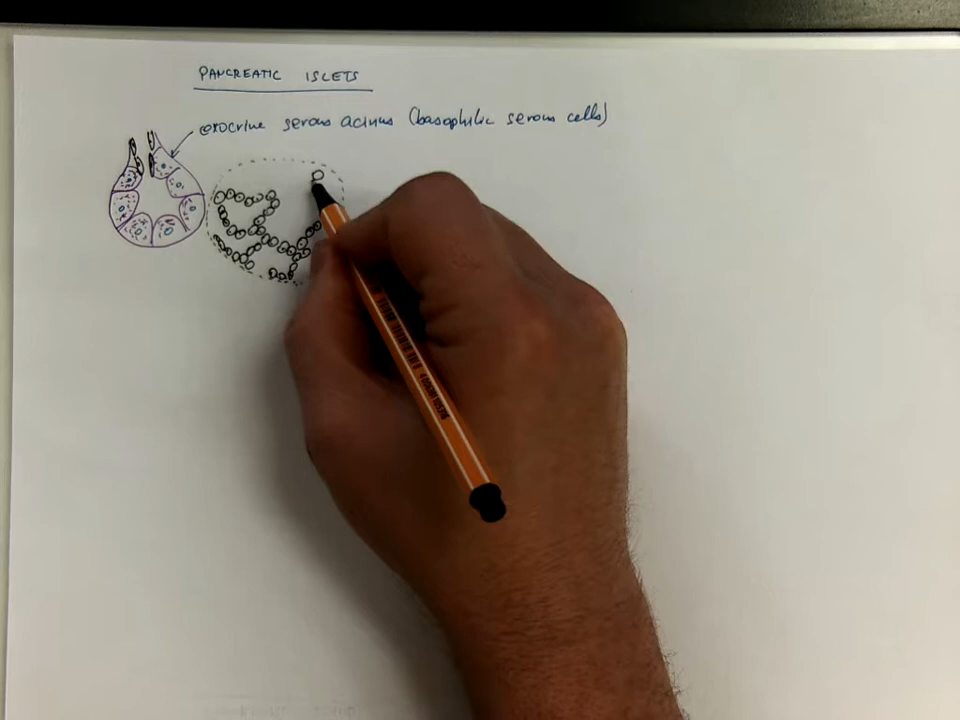 PANCREATIC ISLETS
exocrine serous acinus (basophilic serous cells)